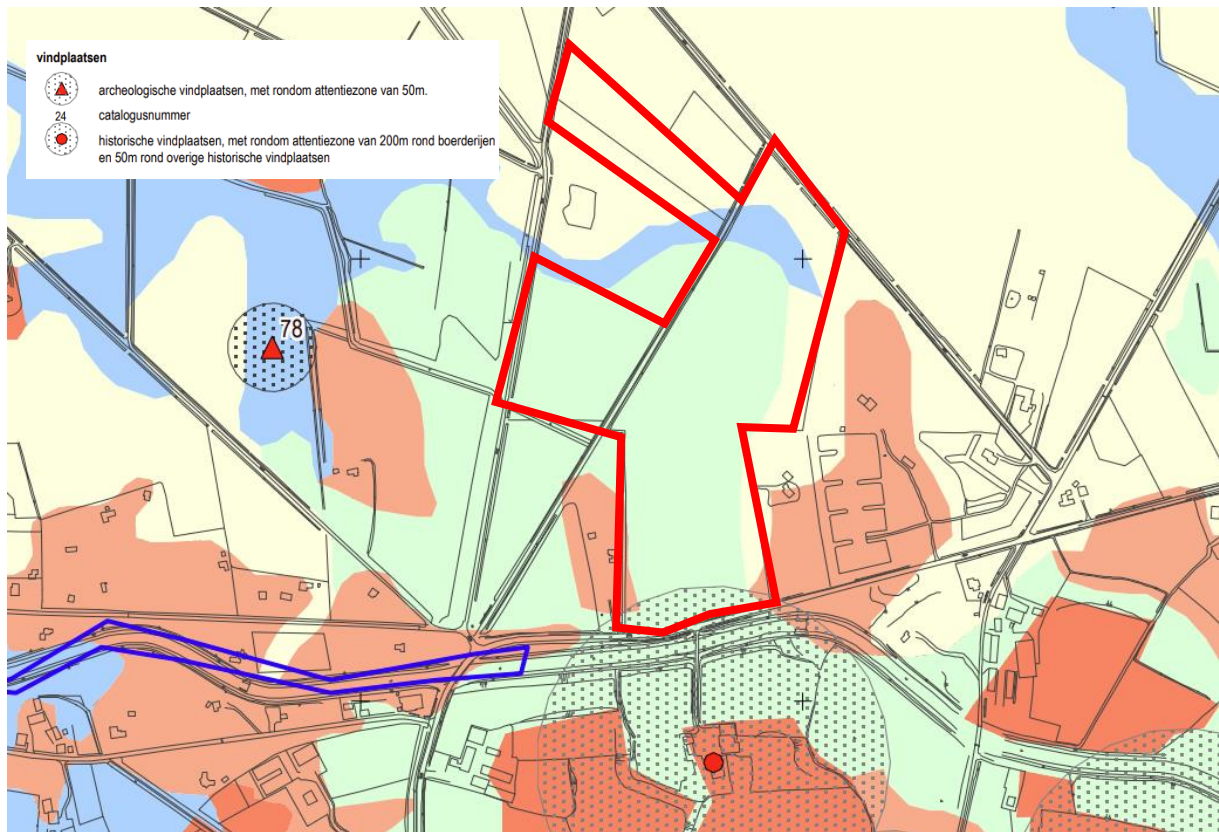 vindplaatsen
archeologische vindplaatsen, met rondom attentiezone van 50m.
24 catalogusnummer
historische vindplaatsen, met rondom attentiezone van 200m rond boerderijen
en 50m rond overige historische vindplaatsen
78